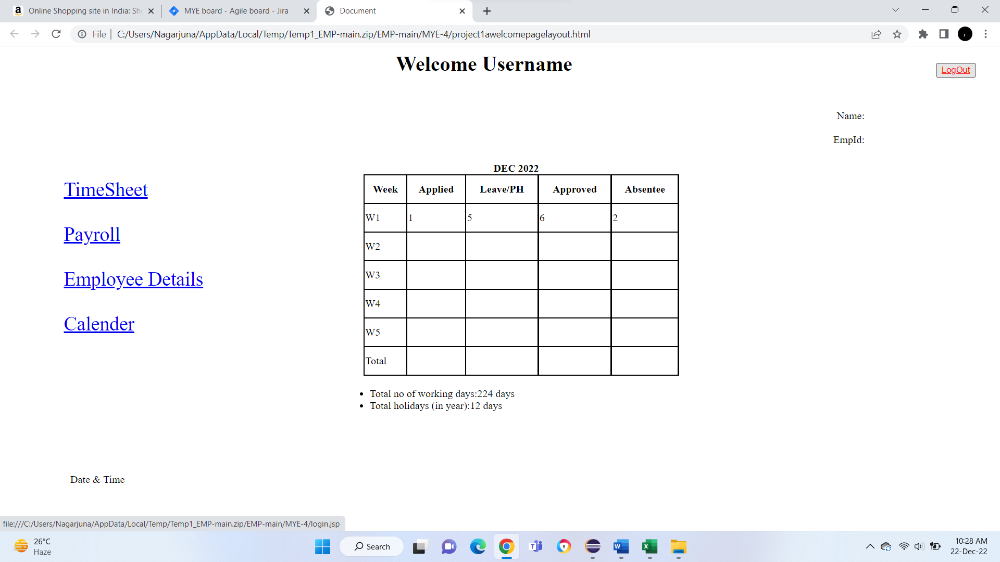 Online Shopping site in India: Sh
MYE board - Agile board - Jira
Document
File
C:/Users/Nagarjuna/AppData/Local/Temp/Temp1_EMP-main.zip/EMP-main/MYE-4/project1awelcomepagelayout.html
Welcome Username
LogOut
Name:
EmpId:
TimeSheet
Payroll
Employee Details
Calender
DEC 2022
Week Applied Leave/PH Approved Absentee
W1 1 5 6 2
W2
W3
W4
W5
Total
Total no of working days:224 days
Total holidays (in year):12 days
Date & Time
file:///C:/Users/Nagarjuna/AppData/Local/Temp/Temp1_EMP-main.zip/EMP-main/MYE-4/login.jsp
26°C
Haze
Search
10:28 AM
22-Dec-22